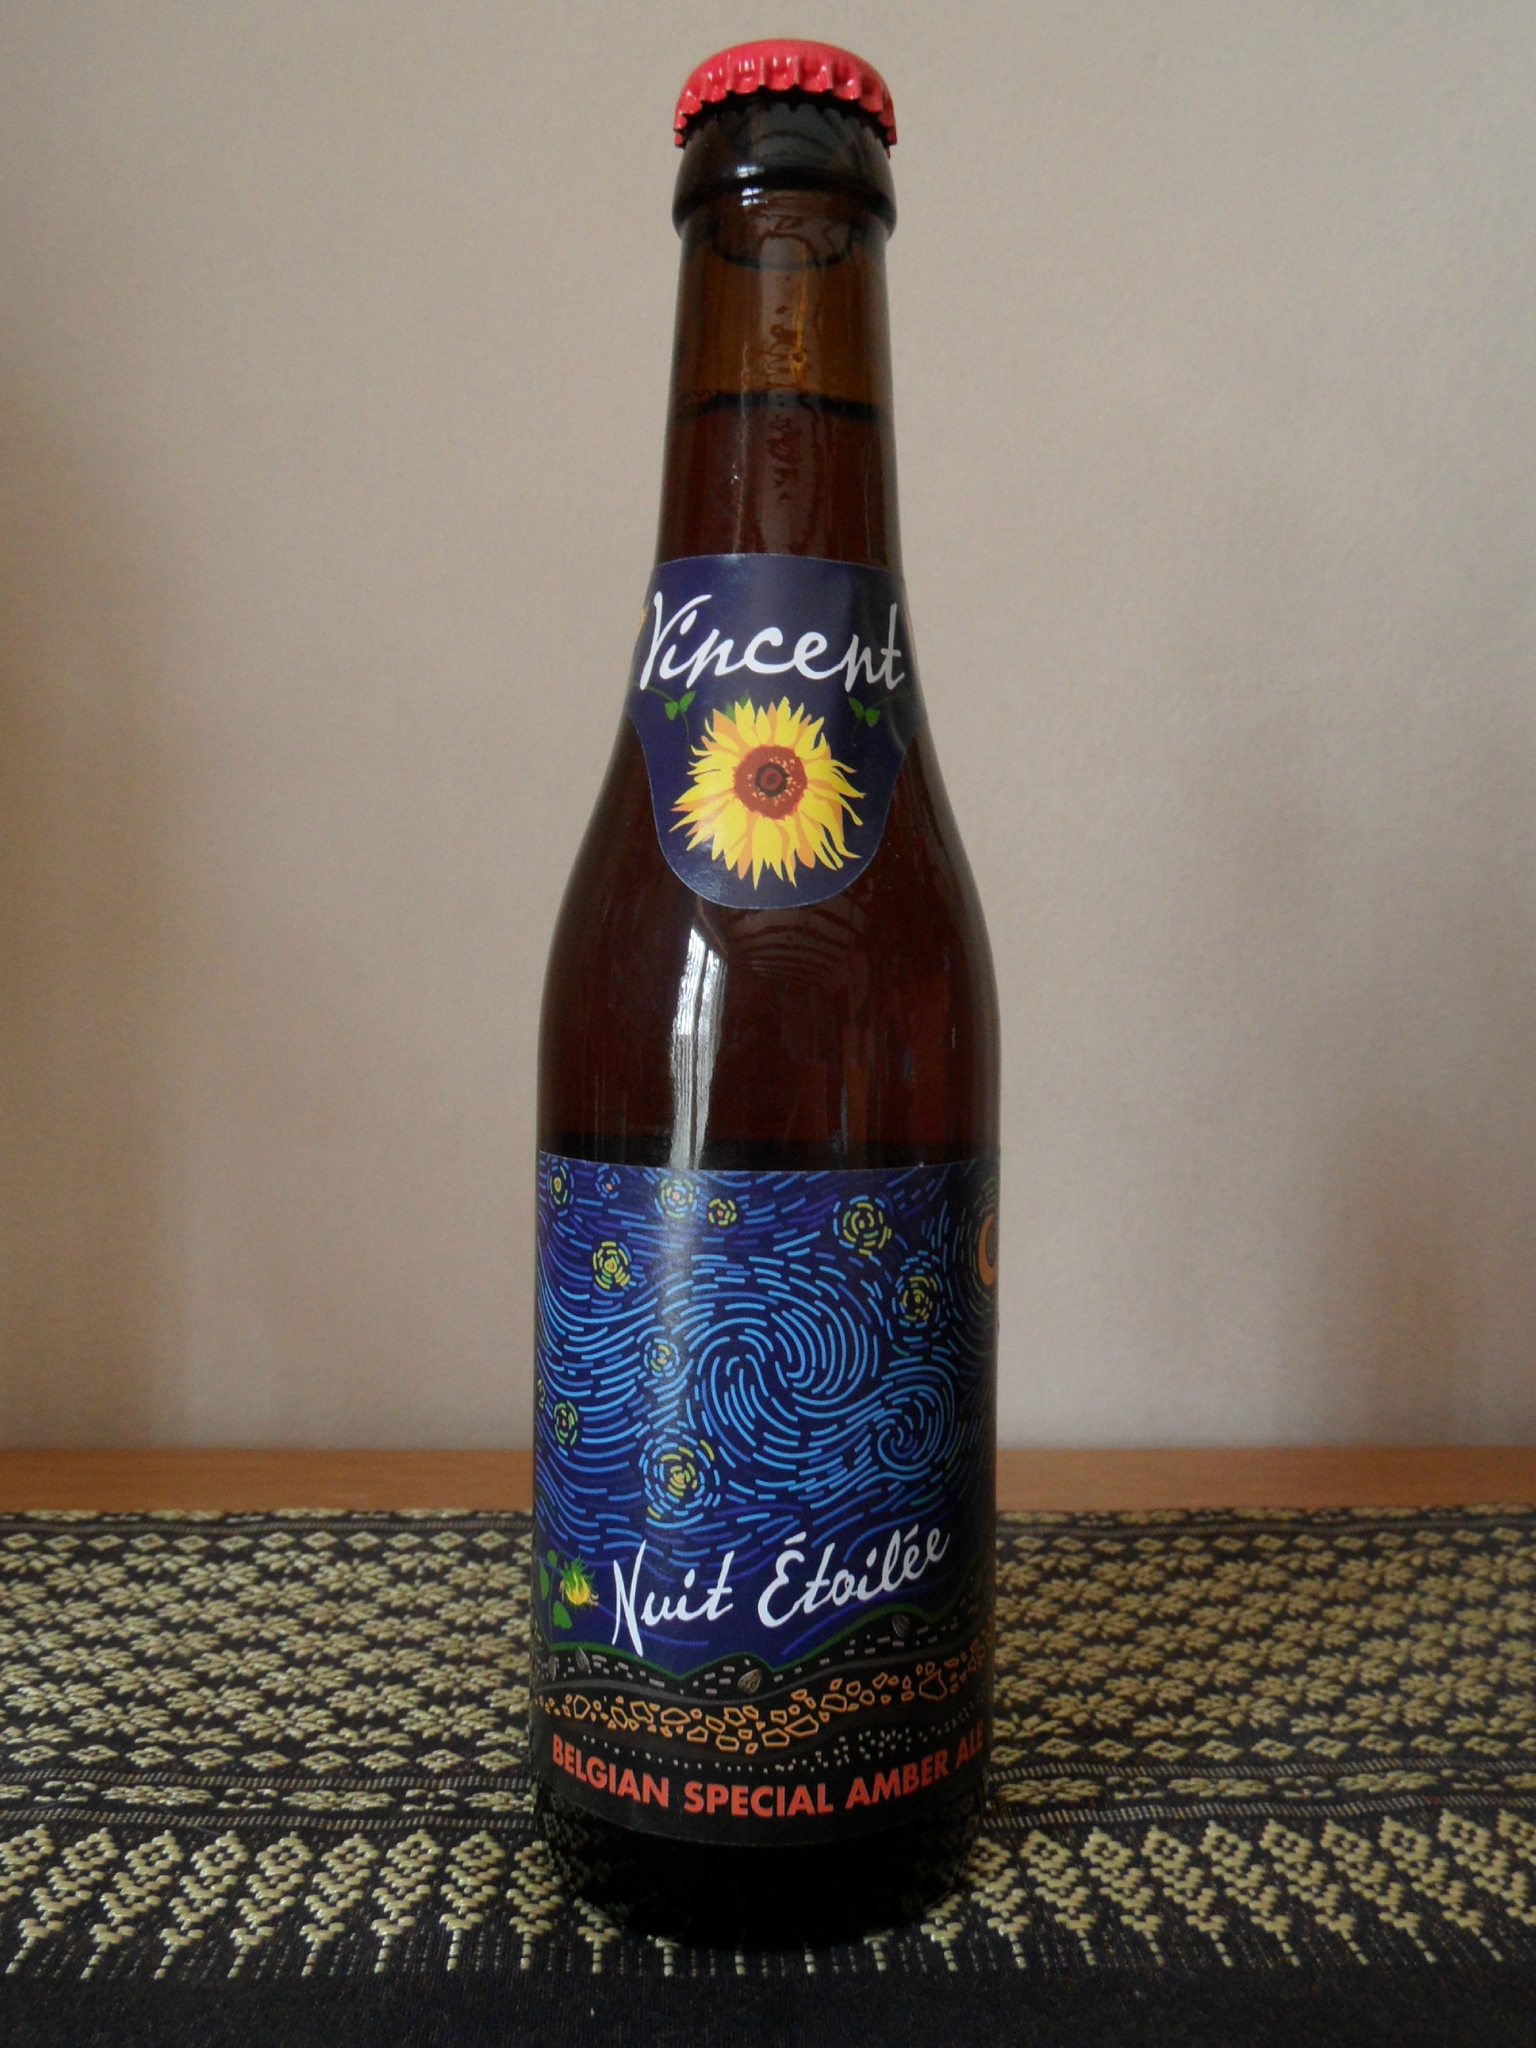 Vincent
Nuit Étoilée
BELGIAN SPECIAL AMBER ALE